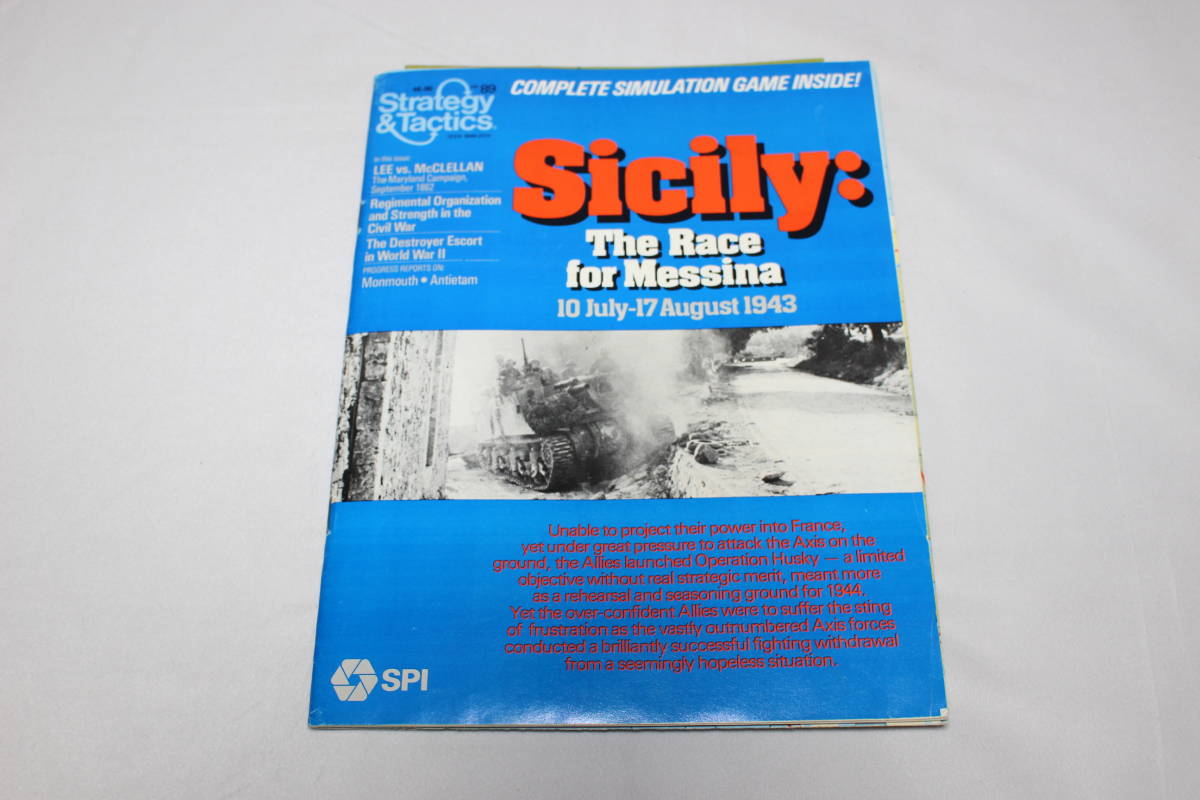 COMPLETE SIMULATION GAME INSIDE!
89
Strategy
& Tactics
In this issue:
LEE vs. McCLELLAN
The Maryland Campaign,
September 1862
Regimental Organization
and Strength in the
Civil War
The Destroyer Escort
in World War II
PROGRESS REPORTS ON:
Monmouth • Antietam
Sicily:
The Race
for Messina
10 July-17 August 1943
Unable to project their power into France,
yet under great pressure to attack the Axis on the
ground, the Allies launched Operation Husky — a limited
objective without real strategic merit, meant more
as a rehearsal and seasoning ground for 1944.
Yet the over-confident Allies were to suffer the sting
of frustration as the vastly outnumbered Axis forces
conducted a brilliantly successful fighting withdrawal
from a seemingly hopeless situation.
SPI